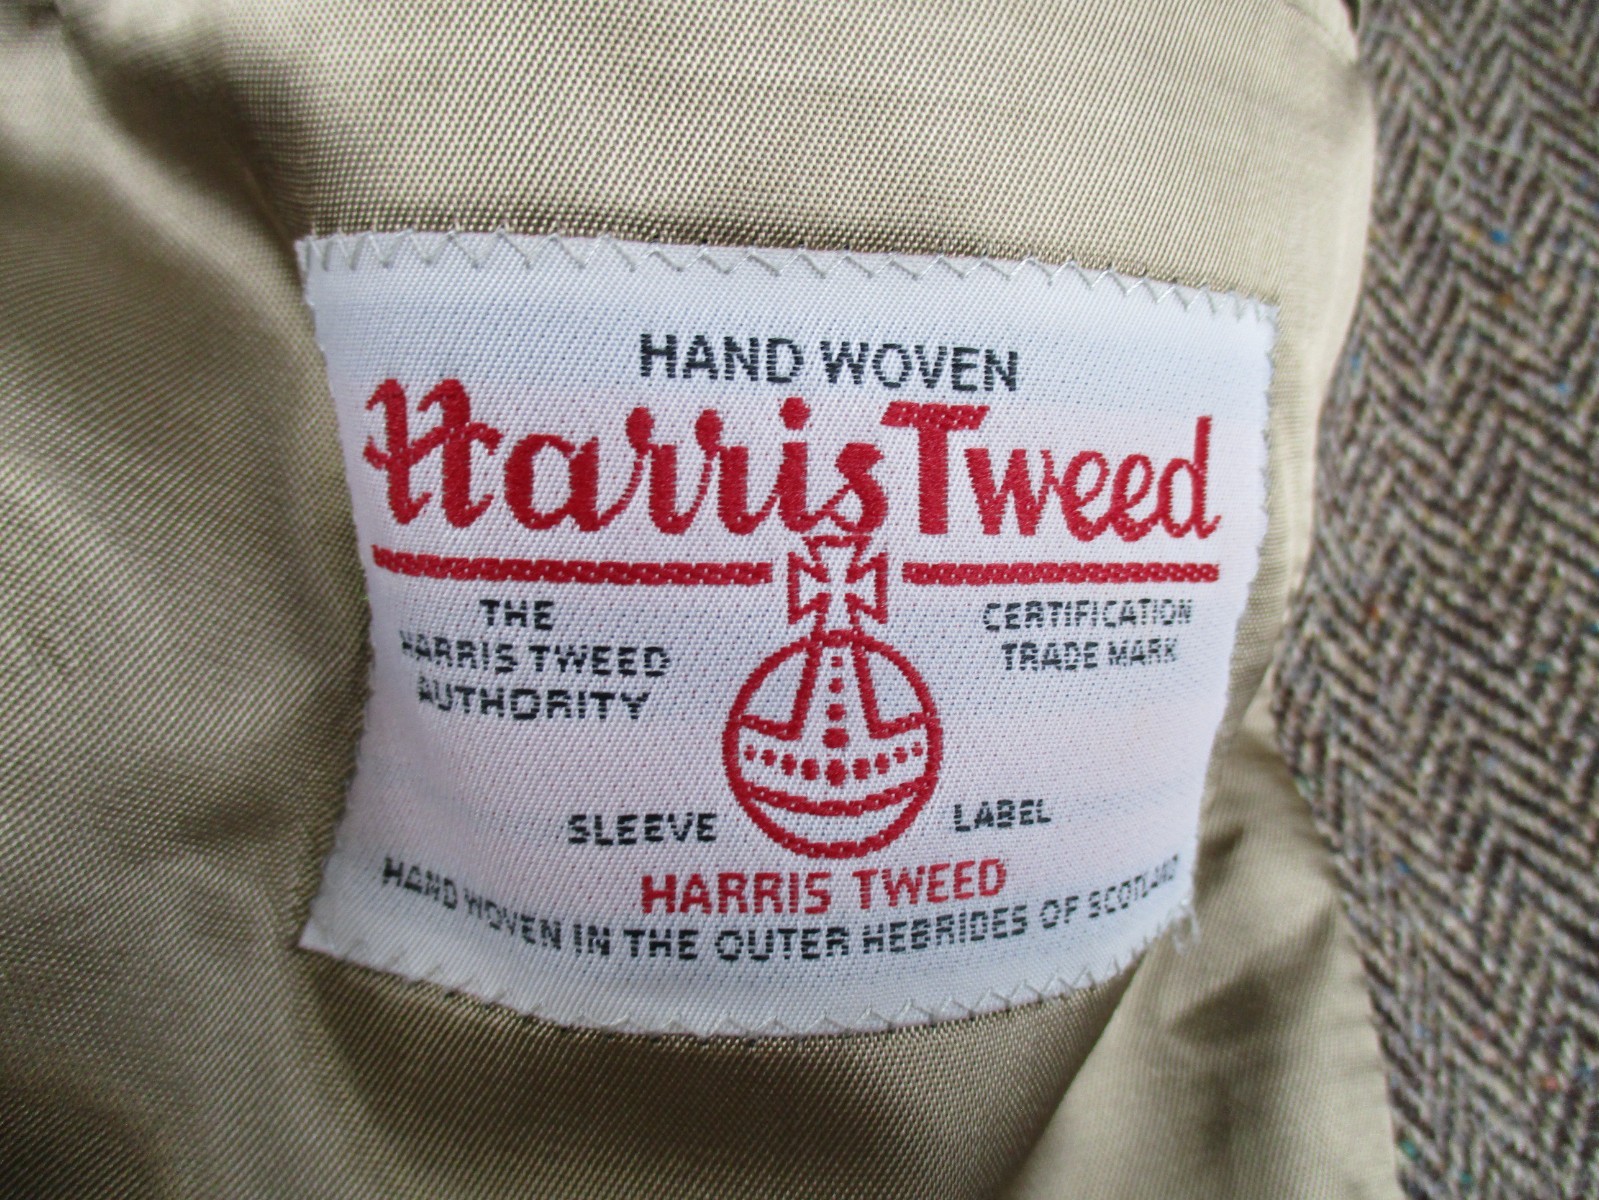 HAND WOVEN
Harris Tweed
THE
HARRIS TWEED
AUTHORITY
CERTIFICATION
TRADE MARK
SLEEVE LABEL
HARRIS TWEED
HAND WOVEN IN THE OUTER HEBRIDES OF SCOTLAND